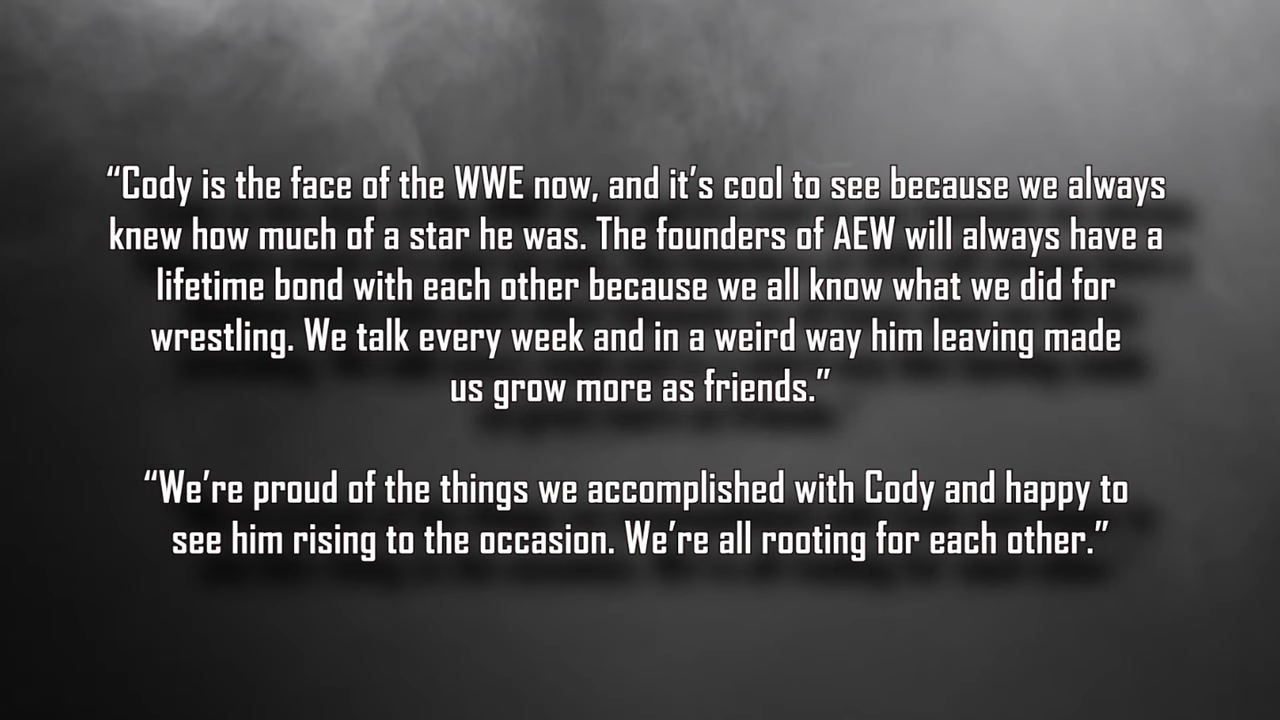 “Cody is the face of the WWE now, and it’s cool to see because we always
knew how much of a star he was. The founders of AEW will always have a
lifetime bond with each other because we all know what we did for
wrestling. We talk every week and in a weird way him leaving made
us grow more as friends.”
“We’re proud of the things we accomplished with Cody and happy to
see him rising to the occasion. We’re all rooting for each other.”